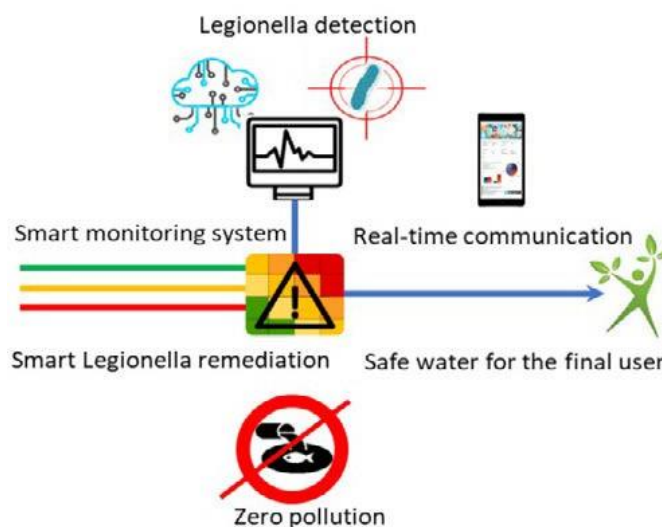 Legionella detection
Smart monitoring system
Real-time communication
!
Smart Legionella remediation
Safe water for the final user
Zero pollution